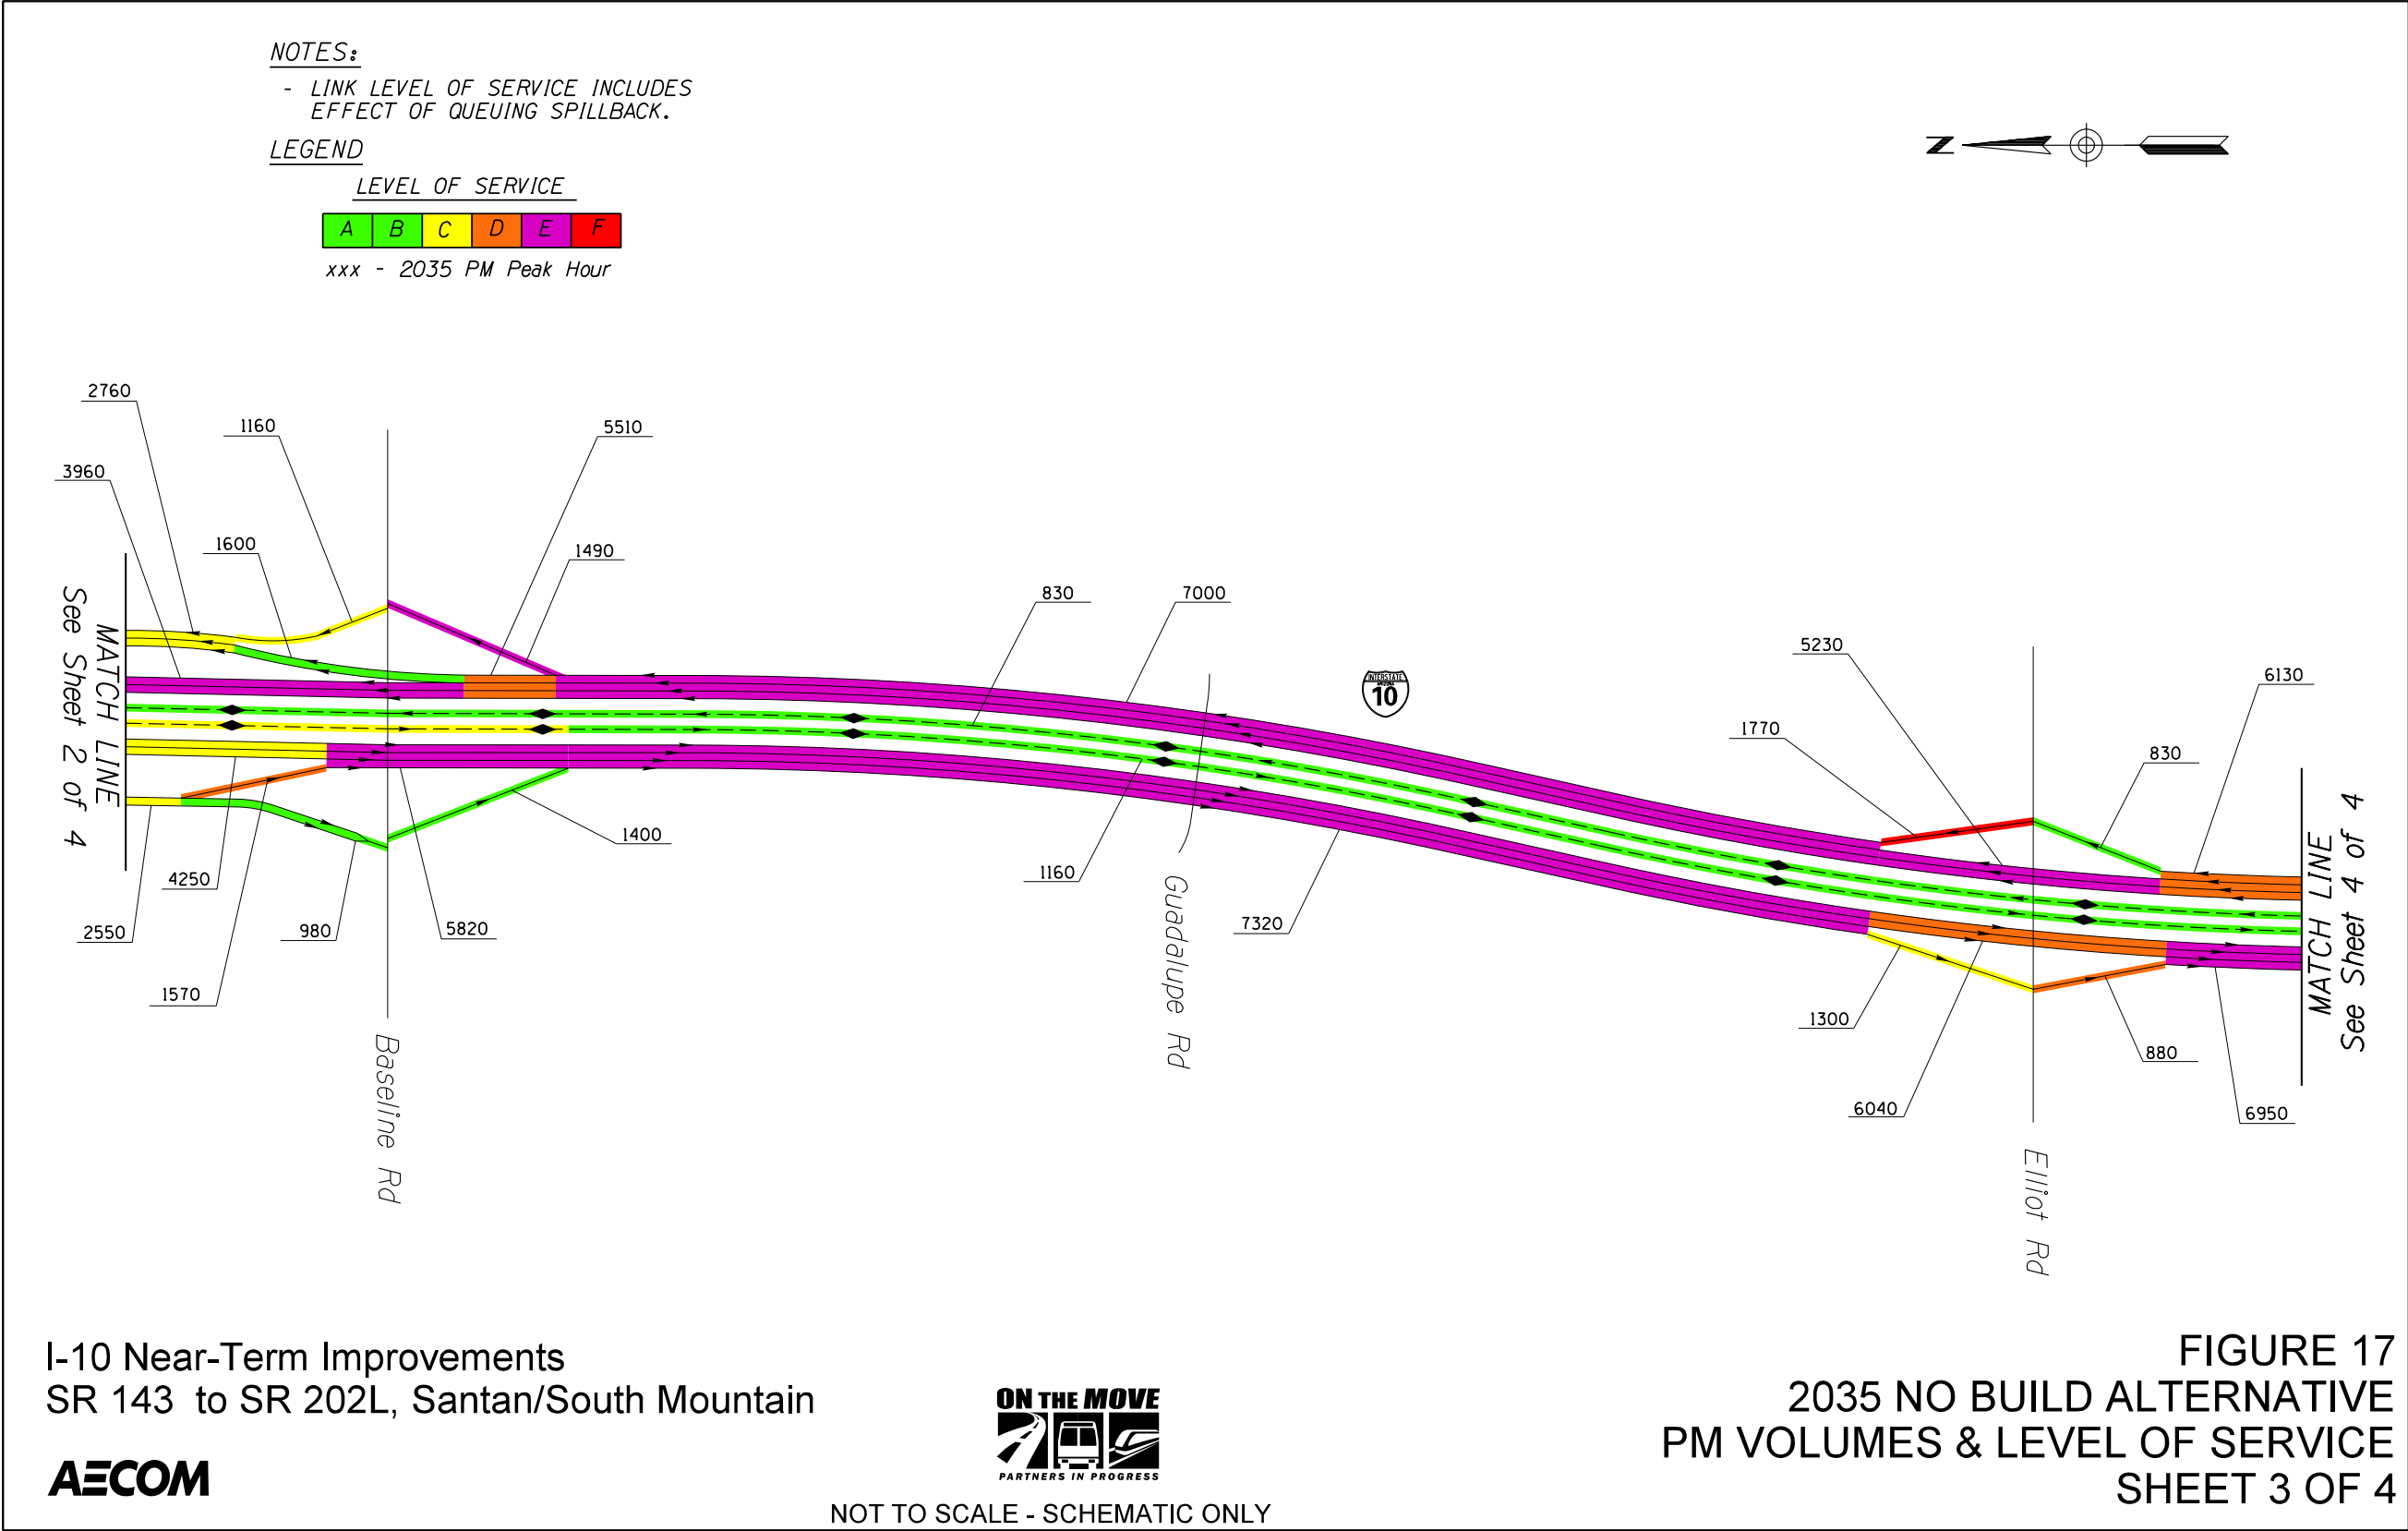 NOTES:
- LINK LEVEL OF SERVICE INCLUDES
EFFECT OF QUEUING SPILLBACK.
LEGEND
LEVEL OF SERVICE
A B C D E F
xxx - 2035 PM Peak Hour
N
2760
1160
5510
3960
1600
1490
830
7000
INTERSTATE
ARIZONA
10
5230
6130
1770
830
MATCH LINE
See Sheet 2 of 4
4250
2550
980
5820
1570
1400
1160
7320
1300
880
6040
6950
Baseline Rd
Guadalupe Rd
Elliot Rd
MATCH LINE
See Sheet 4 of 4
I-10 Near-Term Improvements
SR 143 to SR 202L, Santan/South Mountain
AECOM
ON THE MOVE
PARTNERS IN PROGRESS
NOT TO SCALE - SCHEMATIC ONLY
FIGURE 17
2035 NO BUILD ALTERNATIVE
PM VOLUMES & LEVEL OF SERVICE
SHEET 3 OF 4